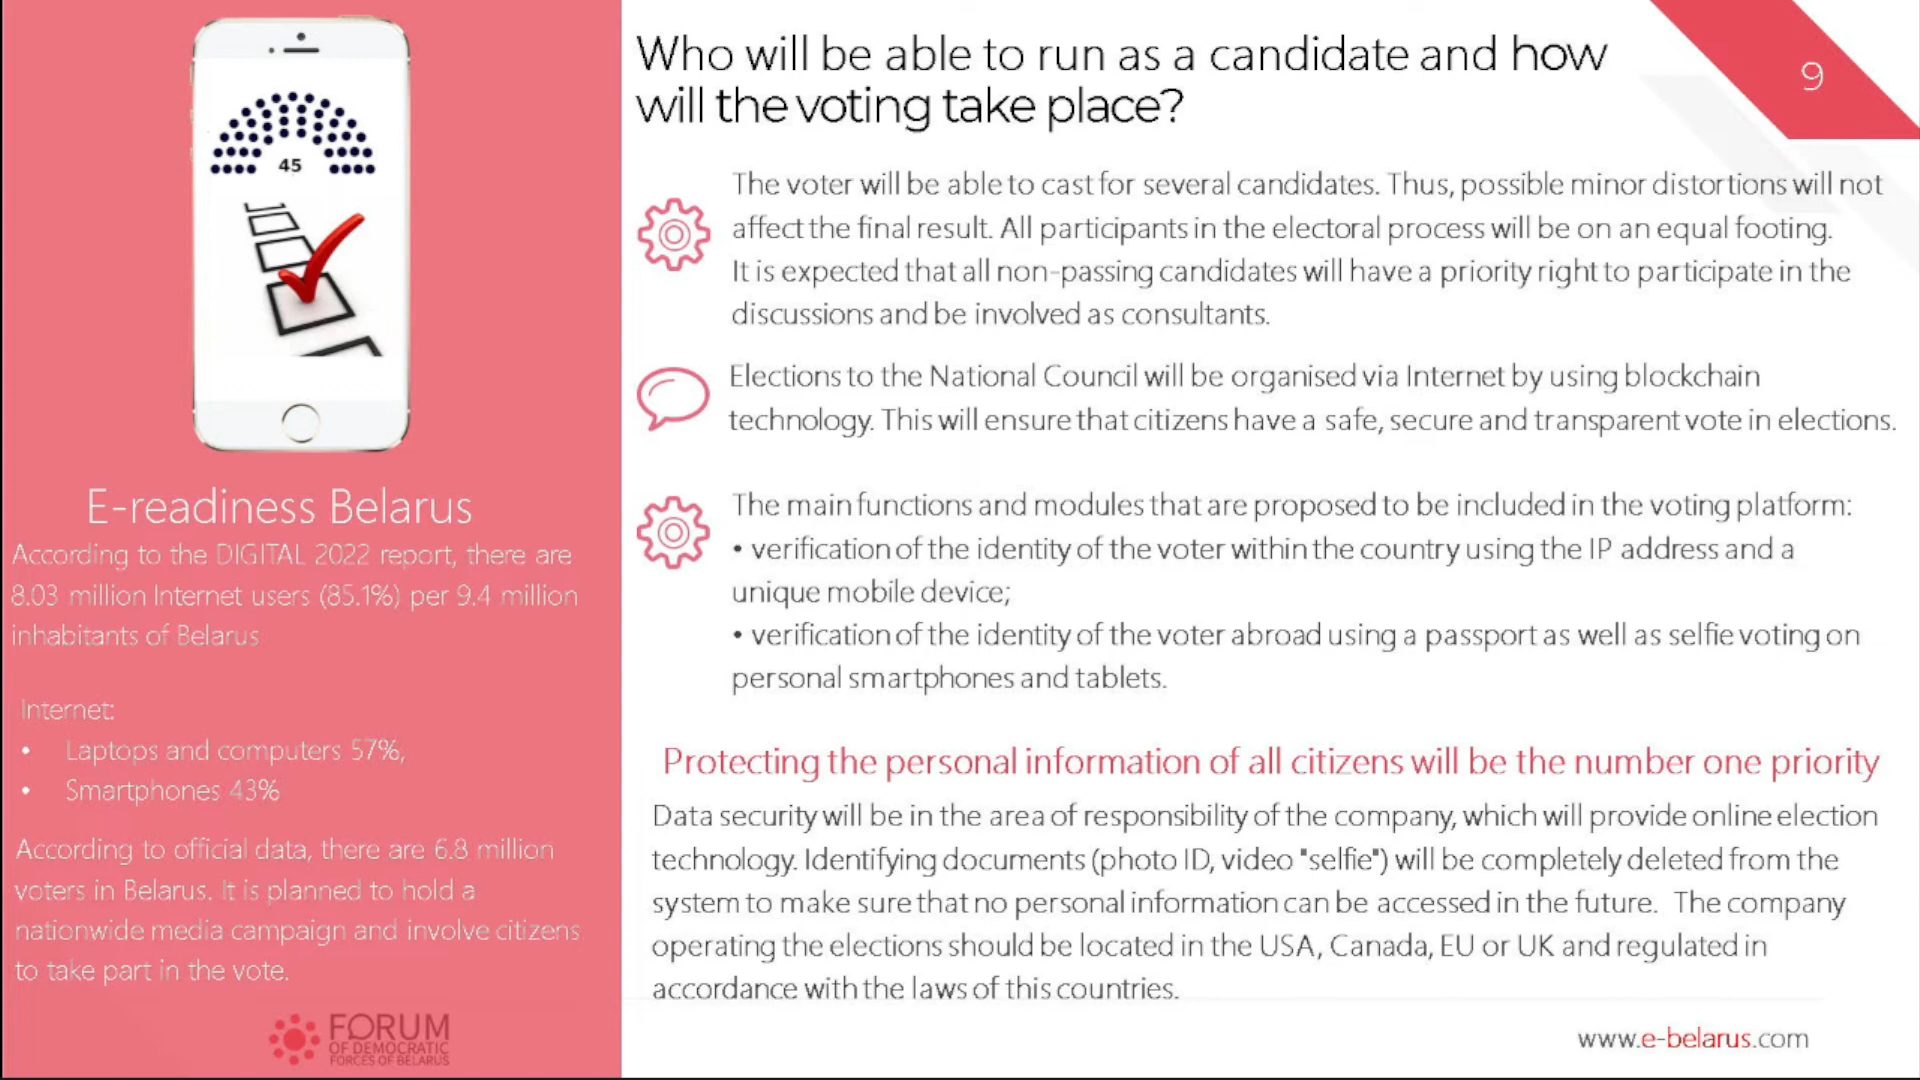 45
E-readiness Belarus
According to the DIGITAL 2022 report, there are
8.03 million Internet users (85.1%) per 9.4 million
inhabitants of Belarus
Internet:
• Laptops and computers 57%,
• Smartphones 43%
According to official data, there are 6.8 million
voters in Belarus. It is planned to hold a
nationwide media campaign and involve citizens
to take part in the vote.
FORUM
OF DEMOCRATIC
FORCES OF BELARUS
Who will be able to run as a candidate and how
will the voting take place?
9
The voter will be able to cast for several candidates. Thus, possible minor distortions will not
affect the final result. All participants in the electoral process will be on an equal footing.
It is expected that all non-passing candidates will have a priority right to participate in the
discussions and be involved as consultants.
Elections to the National Council will be organised via Internet by using blockchain
technology. This will ensure that citizens have a safe, secure and transparent vote in elections.
The main functions and modules that are proposed to be included in the voting platform:
• verification of the identity of the voter within the country using the IP address and a
unique mobile device;
• verification of the identity of the voter abroad using a passport as well as selfie voting on
personal smartphones and tablets.
Protecting the personal information of all citizens will be the number one priority
Data security will be in the area of responsibility of the company, which will provide online election
technology. Identifying documents (photo ID, video "selfie") will be completely deleted from the
system to make sure that no personal information can be accessed in the future. The company
operating the elections should be located in the USA, Canada, EU or UK and regulated in
accordance with the laws of this countries.
www.e-belarus.com